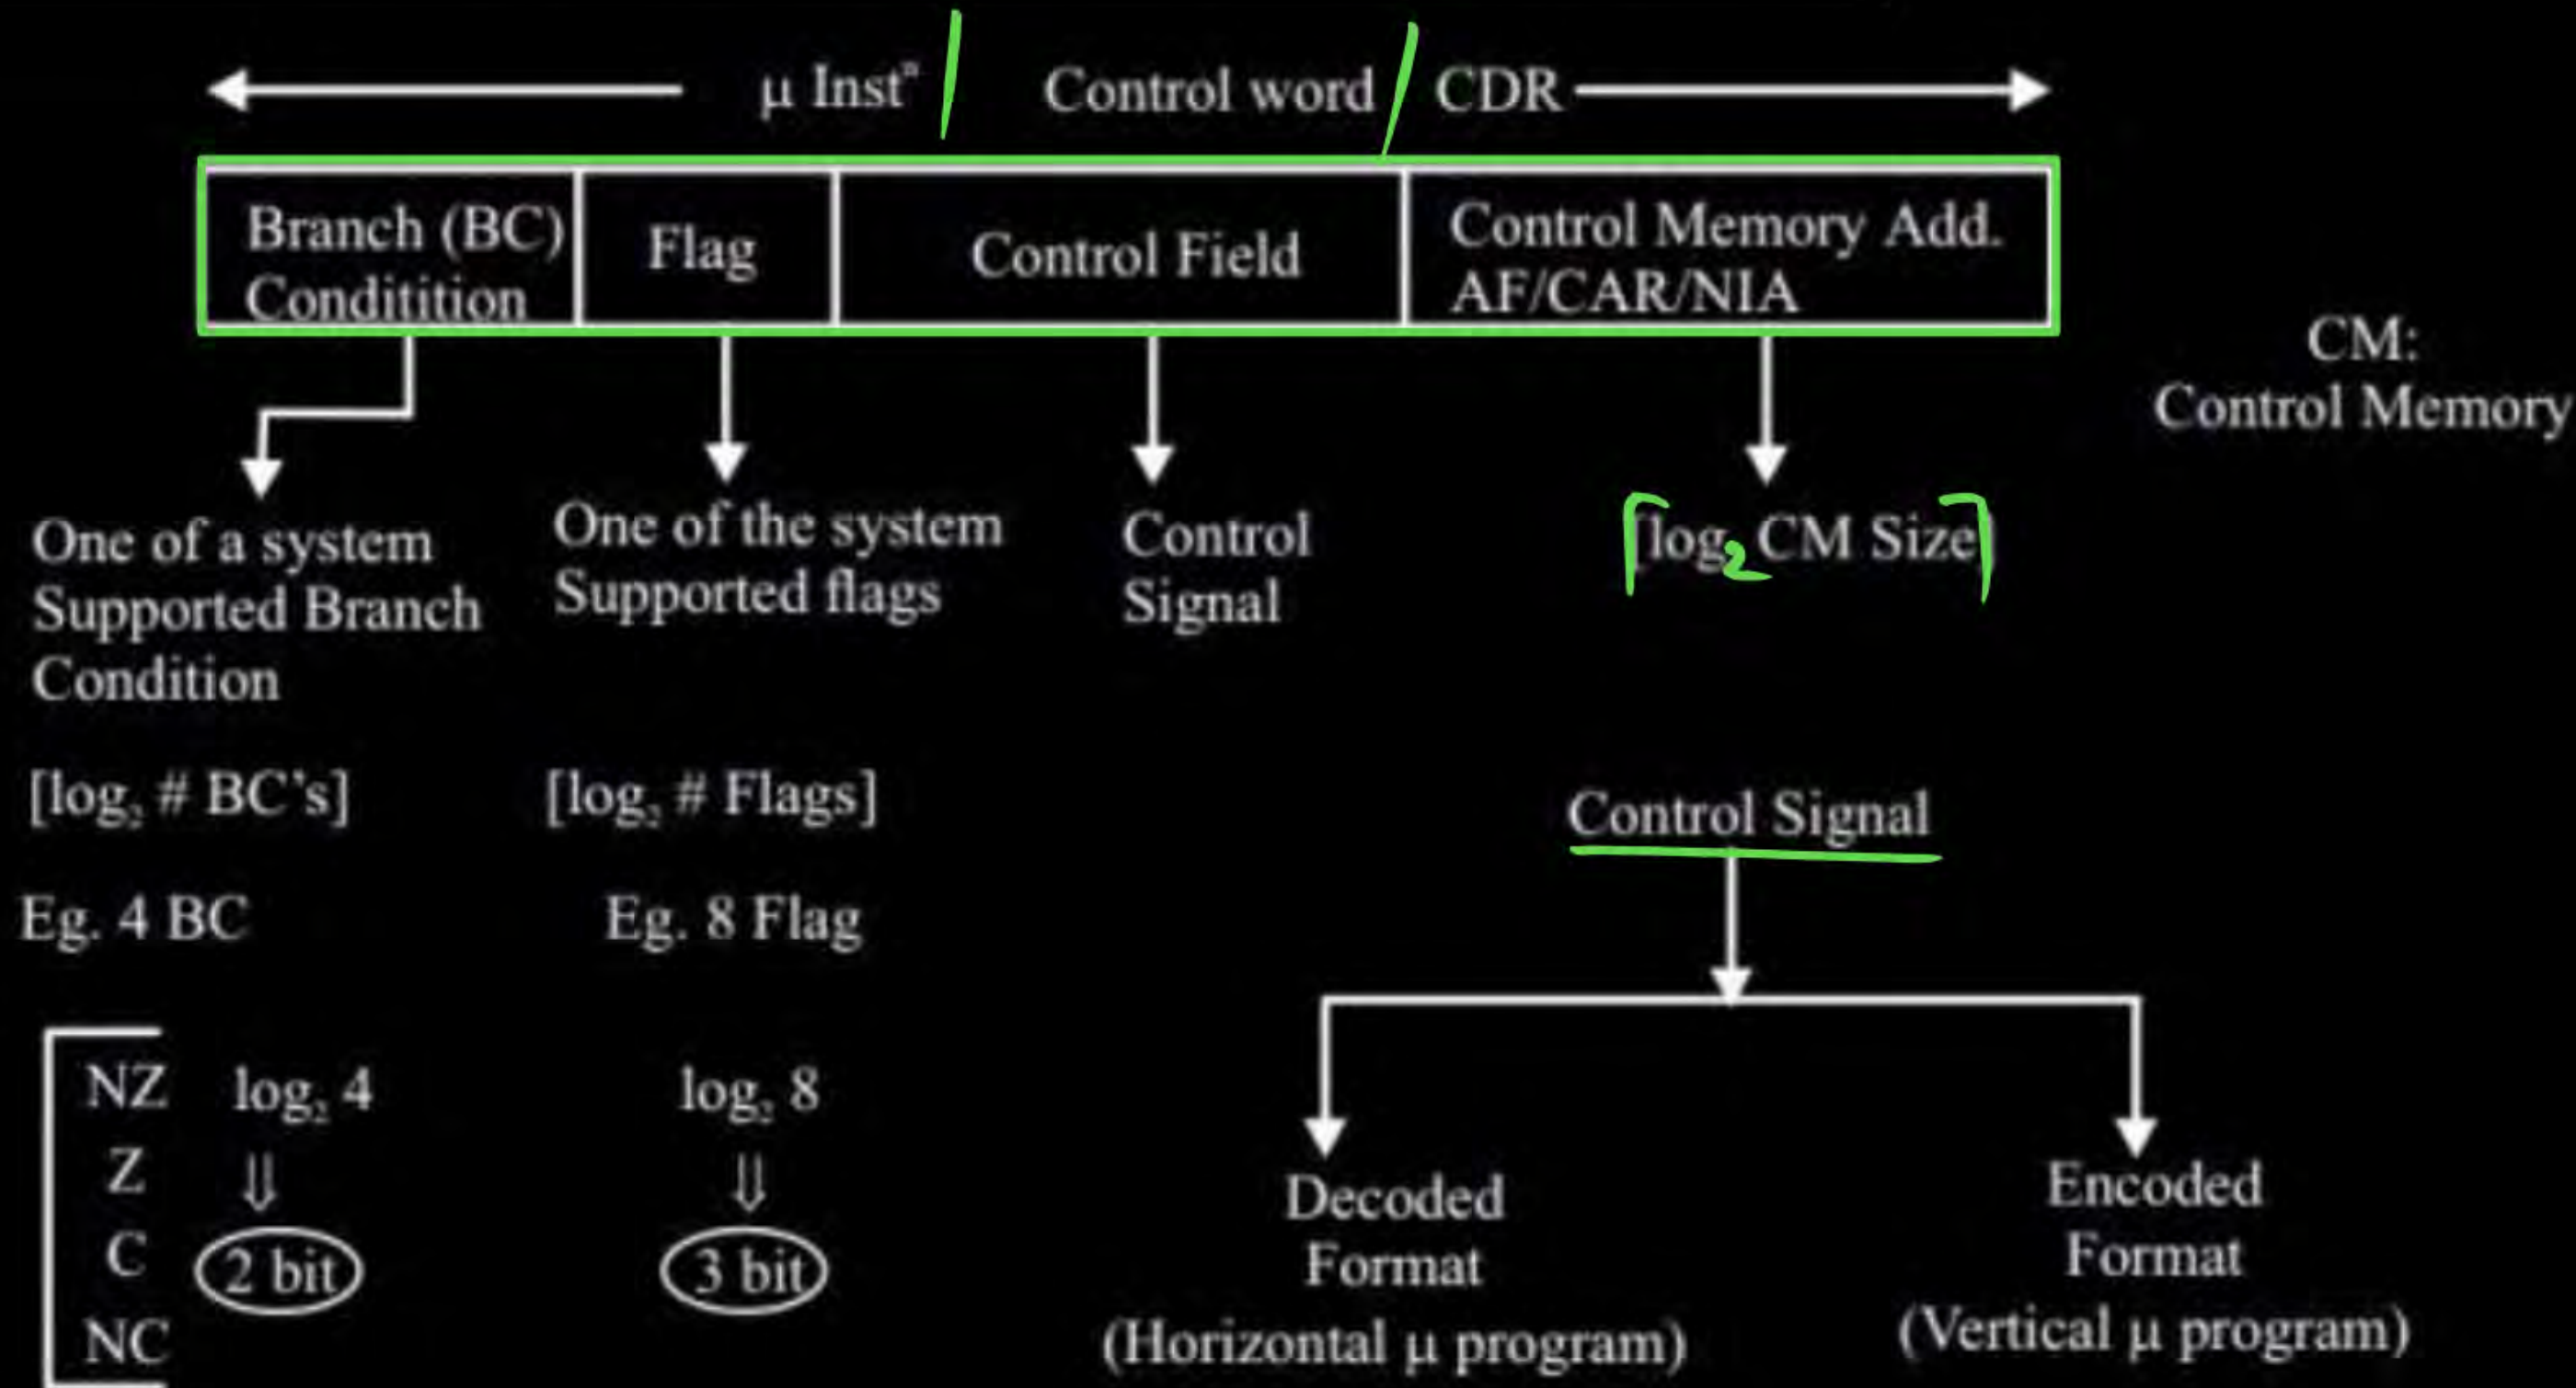 μ Instⁿ / Control word / CDR
Branch (BC)
Conditition
Flag
Control Field
Control Memory Add.
AF/CAR/NIA
CM:
Control Memory
One of a system
Supported Branch
Condition
One of the system
Supported flags
Control
Signal
[log₂ CM Size]
[log₂ # BC's]
[log₂ # Flags]
Eg. 4 BC
Eg. 8 Flag
NZ
Z
C
NC
log₂ 4
⇓
2 bit
log₂ 8
⇓
3 bit
Control Signal
Decoded
Format
(Horizontal μ program)
Encoded
Format
(Vertical μ program)